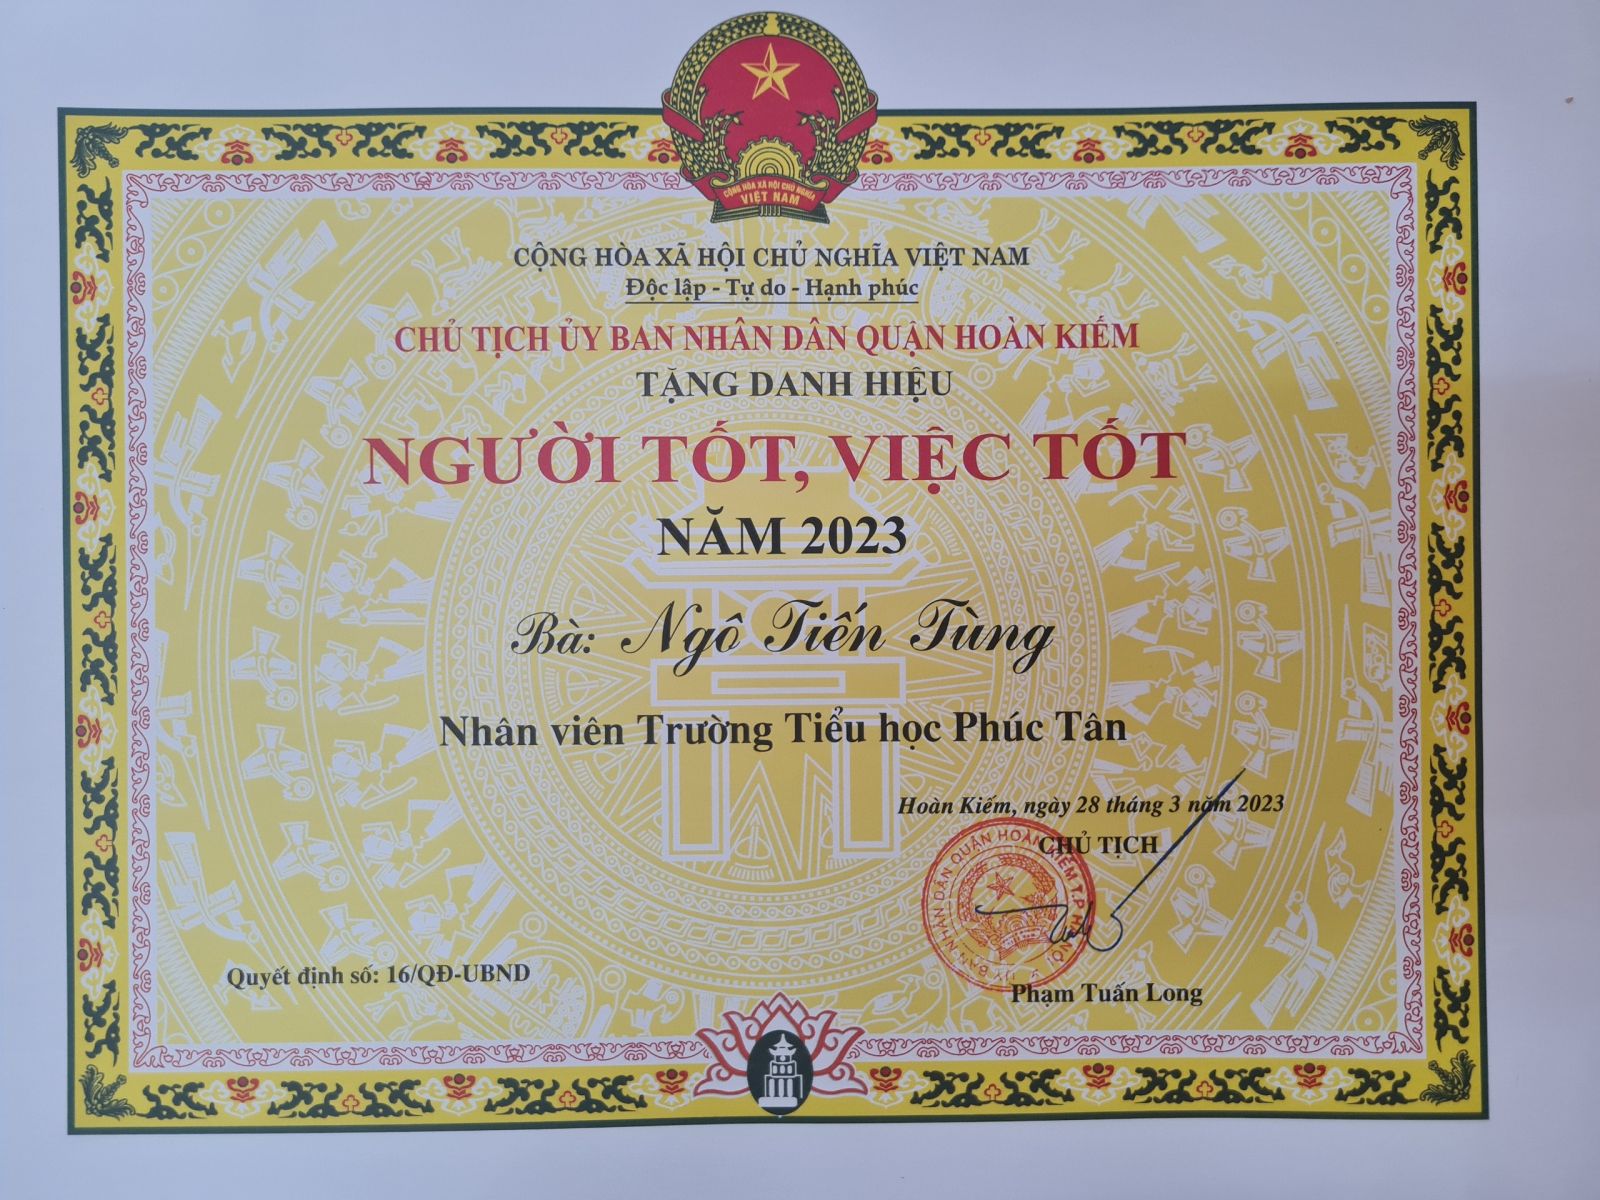 CỘNG HÒA XÃ HỘI CHỦ NGHĨA
VIỆT NAM
CỘNG HÒA XÃ HỘI CHỦ NGHĨA VIỆT NAM
Độc lập - Tự do - Hạnh phúc
CHỦ TỊCH ỦY BAN NHÂN DÂN QUẬN HOÀN KIẾM
TẶNG DANH HIỆU
NGƯỜI TỐT, VIỆC TỐT
NĂM 2023
Bà: Ngô Tiến Tùng
Nhân viên Trường Tiểu học Phúc Tân
Hoàn Kiếm, ngày 28 tháng 3 năm 2023
CHỦ TỊCH
ỦY BAN NHÂN DÂN QUẬN HOÀN KIẾM T.P HÀ NỘI
Quyết định số: 16/QĐ-UBND
Phạm Tuấn Long